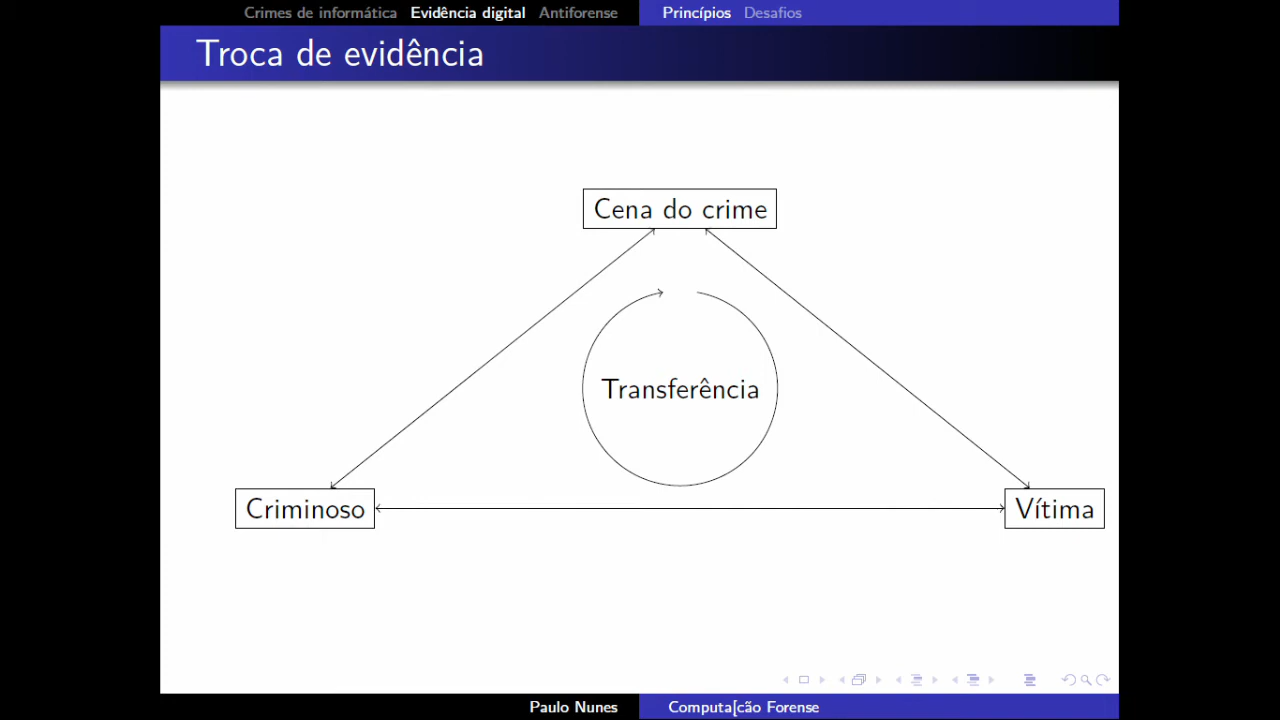 Crimes de informática Evidência digital Antiforense Princípios Desafios
Troca de evidência
Cena do crime
Transferência
Criminoso Vítima
Paulo Nunes Computa[cão Forense